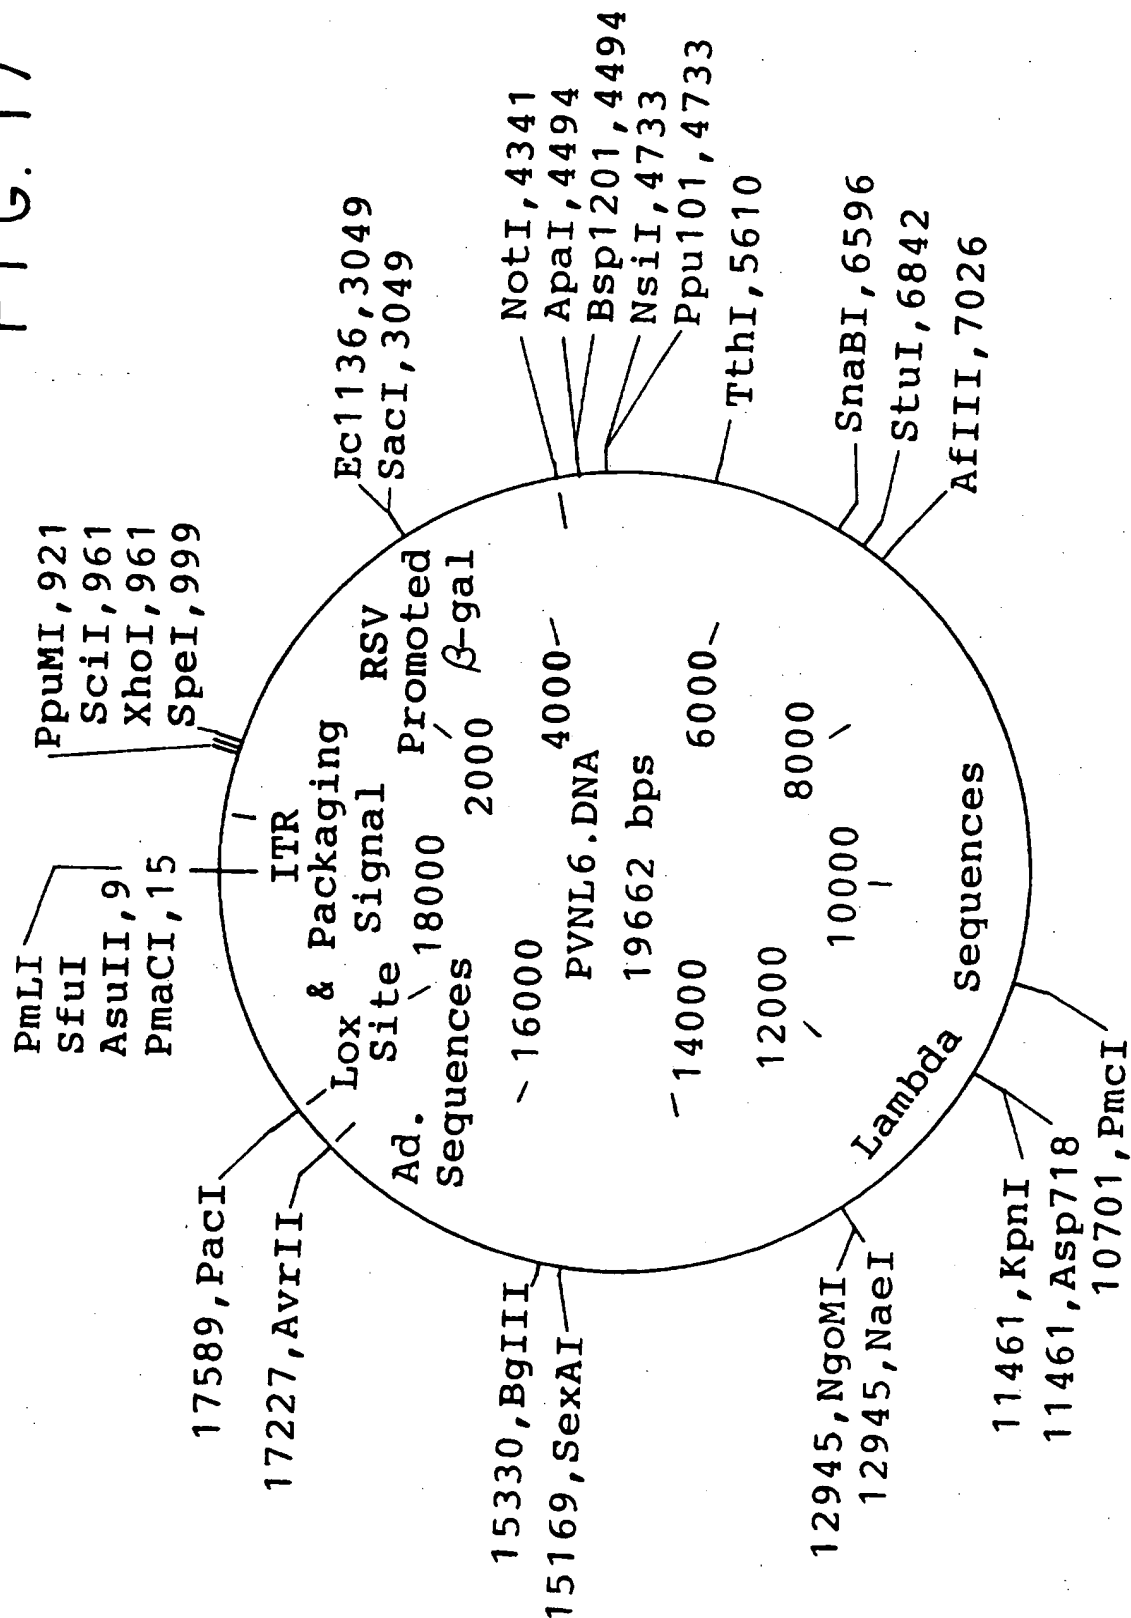 FIG. 17
PmLI
SfuI
AsuII,9
PmaCI,15
PpuMI,921
SciI,961
XhoI,961
SpeI,999
Ec1136,3049
SacI,3049
NotI,4341
ApaI,4494
Bsp1201,4494
NsiI,4733
Ppu101,4733
TthI,5610
SnaBI,6596
StuI,6842
AfIII,7026
10701,PmcI
11461,Asp718
11461,KpnI
12945,NaeI
12945,NgoMI
15169,SexAI
15330,BgIII
17227,AvrII
17589,PacI
ITR
& Packaging
Signal
Lox
Site
Ad.
Sequences
RSV
Promoted
β-gal
Lambda
Sequences
PVNL6.DNA
19662 bps
2000
4000
6000
8000
10000
12000
14000
16000
18000